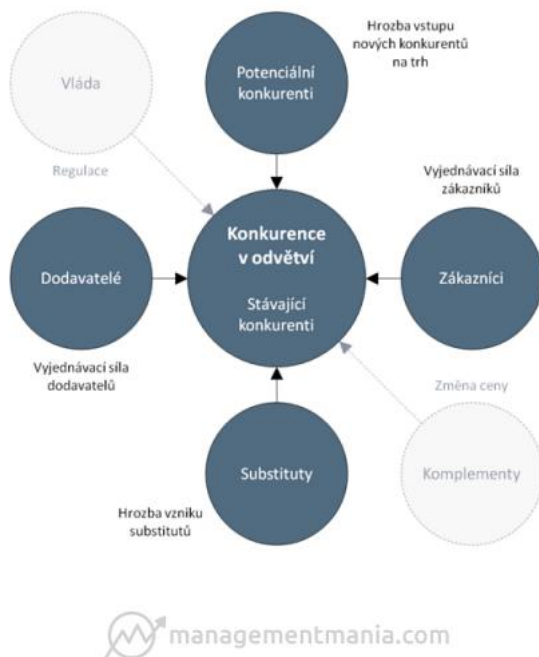 Hrozba vstupu
nových konkurentů
na trh
Potenciální
konkurenti
Vláda
Regulace
Vyjednávací síla
zákazníků
Konkurence
v odvětví
Stávající
konkurenti
Dodavatelé
Zákazníci
Vyjednávací síla
dodavatelů
Změna ceny
Substituty
Komplementy
Hrozba vzniku
substitutů
managementmania.com